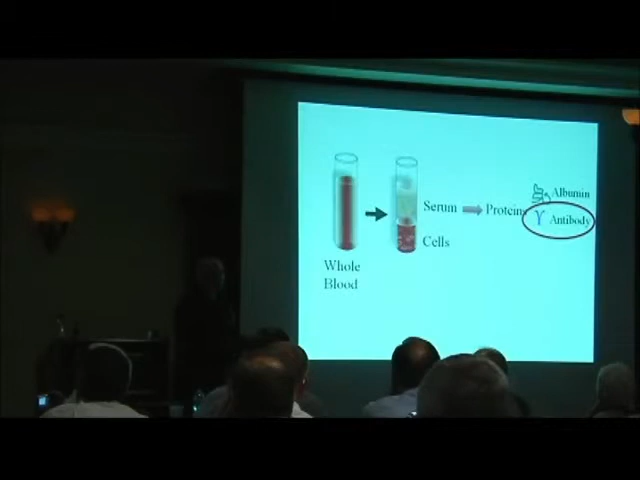 Albumin
Serum
Proteins
Antibody
Cells
Whole
Blood